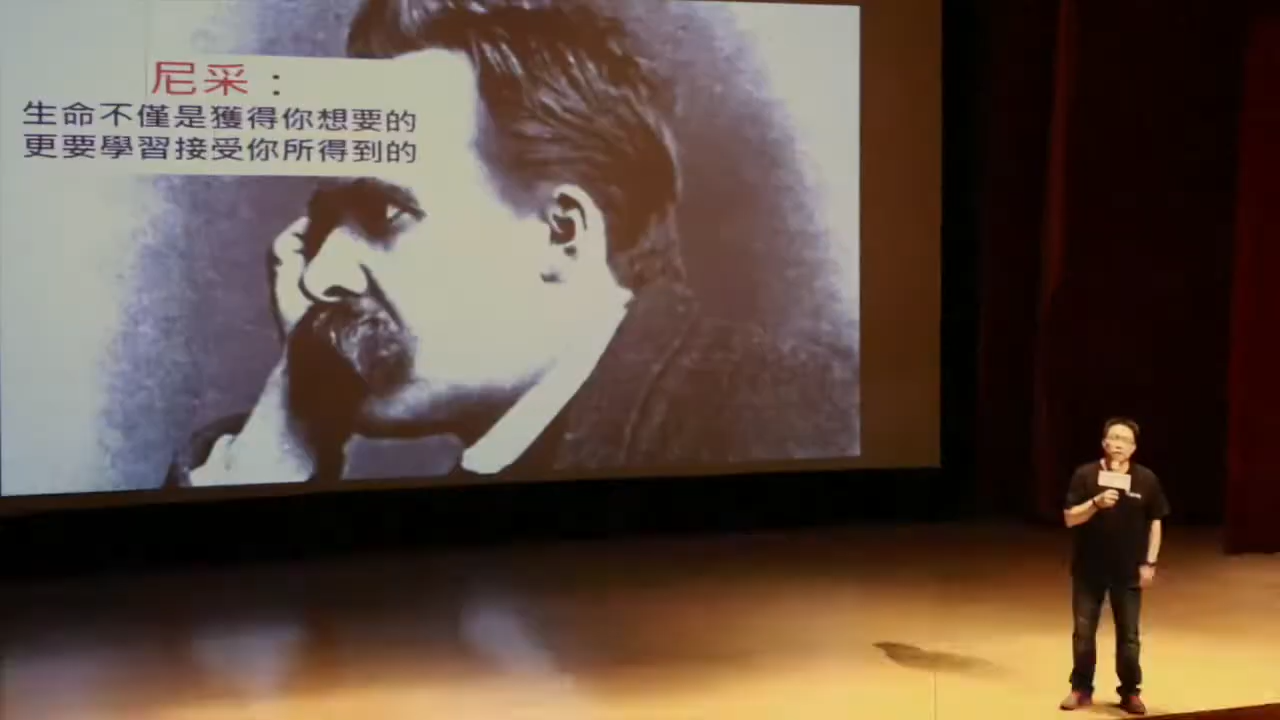 尼采：
生命不僅是獲得你想要的
更要學習接受你所得到的